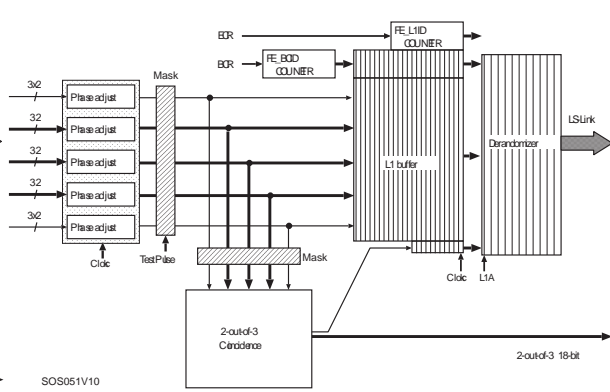 ECR
FE_L1ID
COUNTER
BCR
FE_BCID
COUNTER
3x2
Phase adjust
Mask
32
Phase adjust
32
Phase adjust
32
Phase adjust
3x2
Phase adjust
Clock
Test Pulse
L1 buffer
Derandomizer
LS-Link
Mask
Clock
L1A
2-out-of-3
Coincidence
2-out-of-3 18-bit
SOS051V10